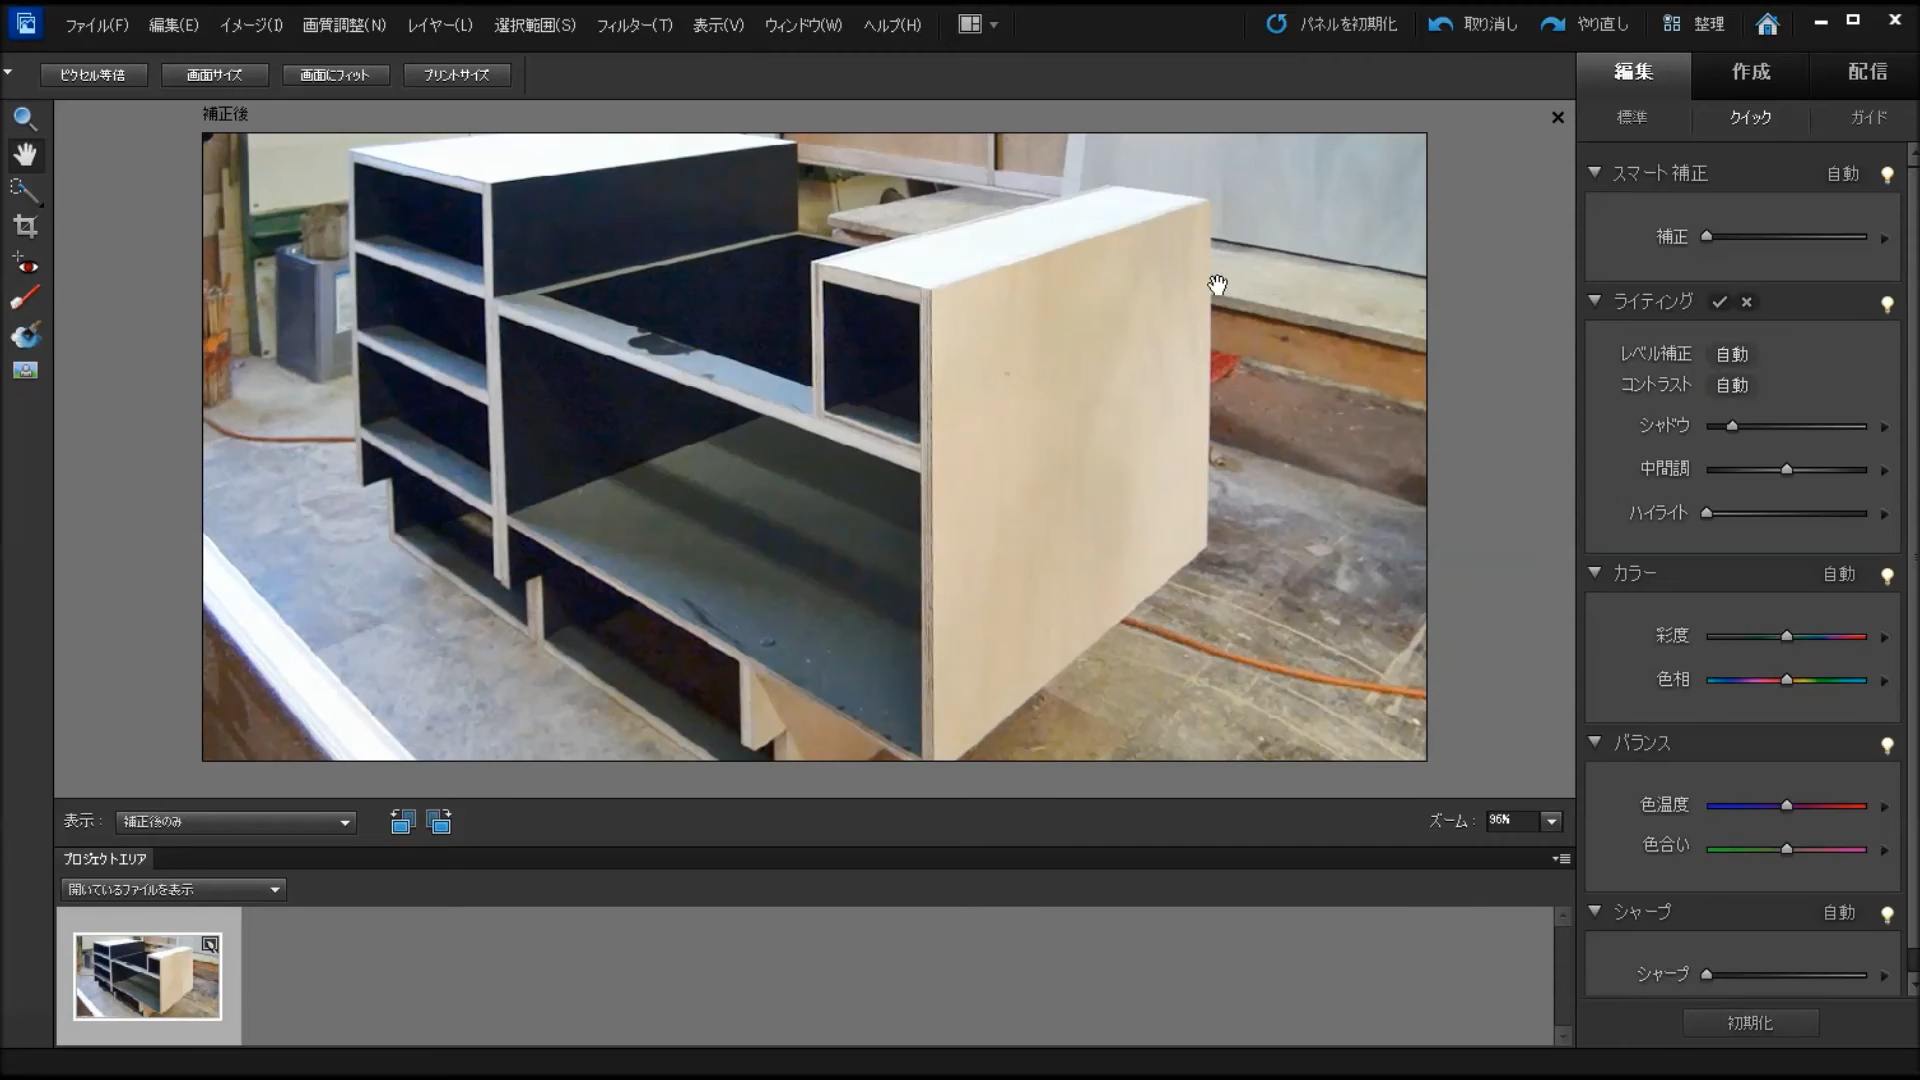 ファイル(F) 編集(E) イメージ(I) 画質調整(N) レイヤー(L) 選択範囲(S) フィルター(T) 表示(V) ウィンドウ(W) ヘルプ(H) パネルを初期化 取り消し やり直し 整理
ピクセル等倍 画面サイズ 画面にフィット プリントサイズ
編集 作成 配信
標準 クイック ガイド
補正後
スマート補正 自動
補正
ライティング
レベル補正 自動
コントラスト 自動
シャドウ
中間調
ハイライト
カラー 自動
彩度
色相
バランス
色温度
色合い
シャープ 自動
シャープ
初期化
表示: 補正後のみ ズーム: 96%
プロジェクトエリア
開いているファイルを表示